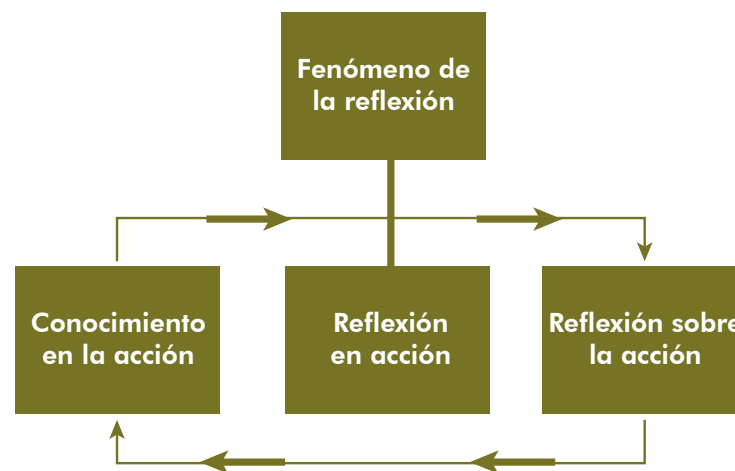 Fenómeno de
la reflexión
Conocimiento
en la acción
Reflexión
en acción
Reflexión sobre
la acción